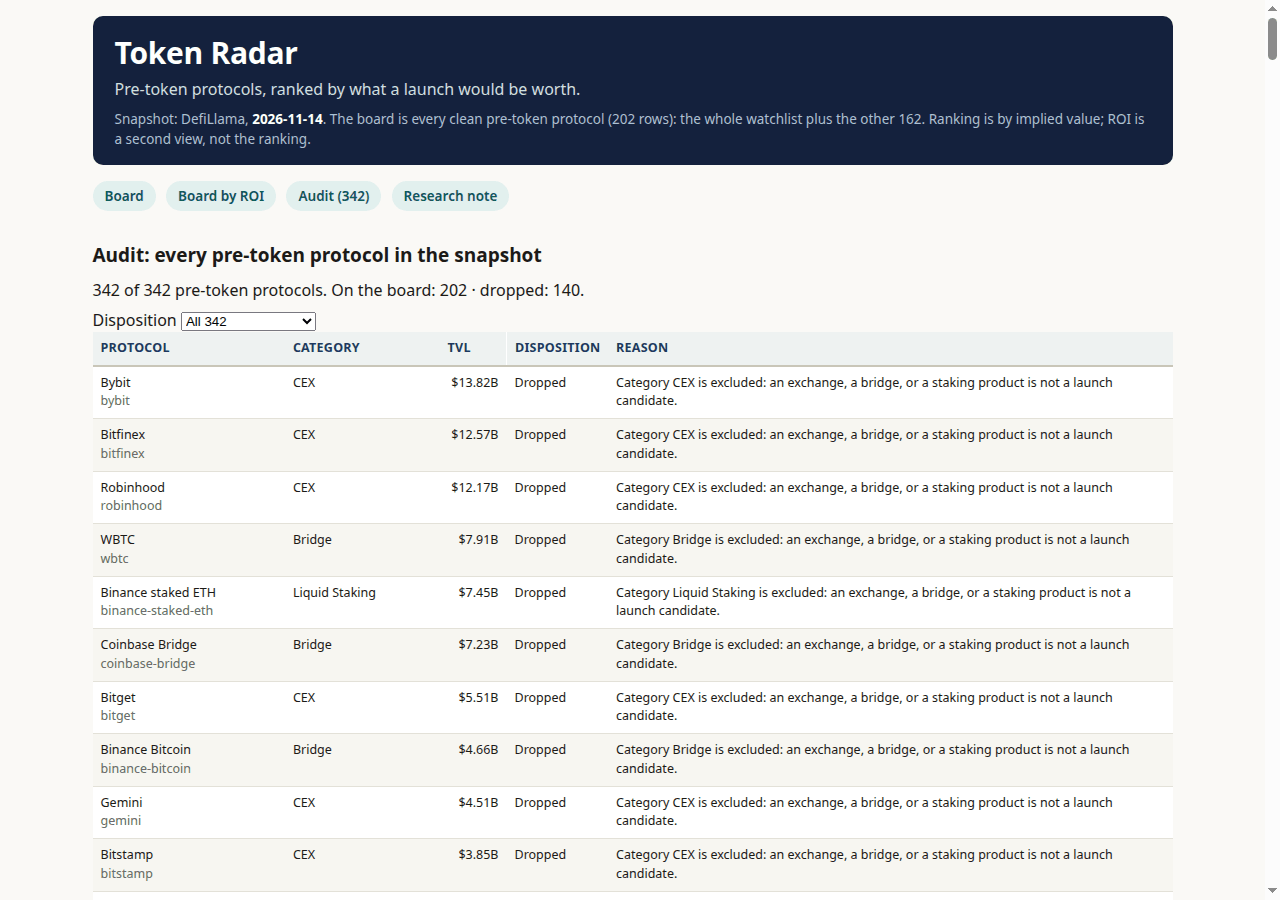 Token Radar
Pre-token protocols, ranked by what a launch would be worth.
Snapshot: DefiLlama, 2026-11-14. The board is every clean pre-token protocol (202 rows): the whole watchlist plus the other 162. Ranking is by implied value; ROI is
a second view, not the ranking.
Board
Board by ROI
Audit (342)
Research note
Audit: every pre-token protocol in the snapshot
342 of 342 pre-token protocols. On the board: 202 · dropped: 140.
Disposition All 342
PROTOCOL CATEGORY TVL DISPOSITION REASON
Bybit CEX $13.82B Dropped Category CEX is excluded: an exchange, a bridge, or a staking product is not a launch
bybit candidate.
Bitfinex CEX $12.57B Dropped Category CEX is excluded: an exchange, a bridge, or a staking product is not a launch
bitfinex candidate.
Robinhood CEX $12.17B Dropped Category CEX is excluded: an exchange, a bridge, or a staking product is not a launch
robinhood candidate.
WBTC Bridge $7.91B Dropped Category Bridge is excluded: an exchange, a bridge, or a staking product is not a launch
wbtc candidate.
Binance staked ETH Liquid Staking $7.45B Dropped Category Liquid Staking is excluded: an exchange, a bridge, or a staking product is not a
binance-staked-eth launch candidate.
Coinbase Bridge Bridge $7.23B Dropped Category Bridge is excluded: an exchange, a bridge, or a staking product is not a launch
coinbase-bridge candidate.
Bitget CEX $5.51B Dropped Category CEX is excluded: an exchange, a bridge, or a staking product is not a launch
bitget candidate.
Binance Bitcoin Bridge $4.66B Dropped Category Bridge is excluded: an exchange, a bridge, or a staking product is not a launch
binance-bitcoin candidate.
Gemini CEX $4.51B Dropped Category CEX is excluded: an exchange, a bridge, or a staking product is not a launch
gemini candidate.
Bitstamp CEX $3.85B Dropped Category CEX is excluded: an exchange, a bridge, or a staking product is not a launch
bitstamp candidate.